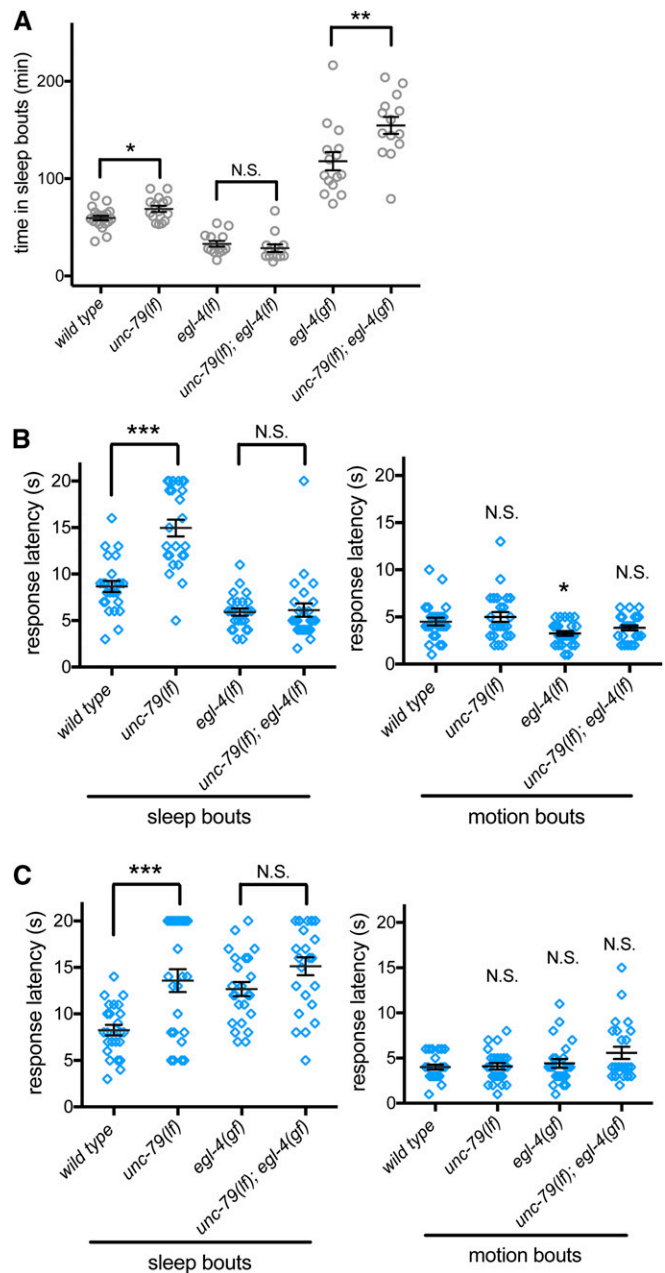 A
time in sleep bouts (min)
200
100
0
*
N.S.
**
wild type
unc-79(lf)
egl-4(lf)
unc-79(lf); egl-4(lf)
egl-4(gf)
unc-79(lf); egl-4(gf)
B
response latency (s)
20
15
10
5
0
***
N.S.
wild type
unc-79(lf)
egl-4(lf)
unc-79(lf); egl-4(lf)
sleep bouts
response latency (s)
20
15
10
5
0
N.S.
*
N.S.
wild type
unc-79(lf)
egl-4(lf)
unc-79(lf); egl-4(lf)
motion bouts
C
response latency (s)
20
15
10
5
0
***
N.S.
wild type
unc-79(lf)
egl-4(gf)
unc-79(lf); egl-4(gf)
sleep bouts
response latency (s)
20
15
10
5
0
N.S.
N.S.
N.S.
wild type
unc-79(lf)
egl-4(gf)
unc-79(lf); egl-4(gf)
motion bouts